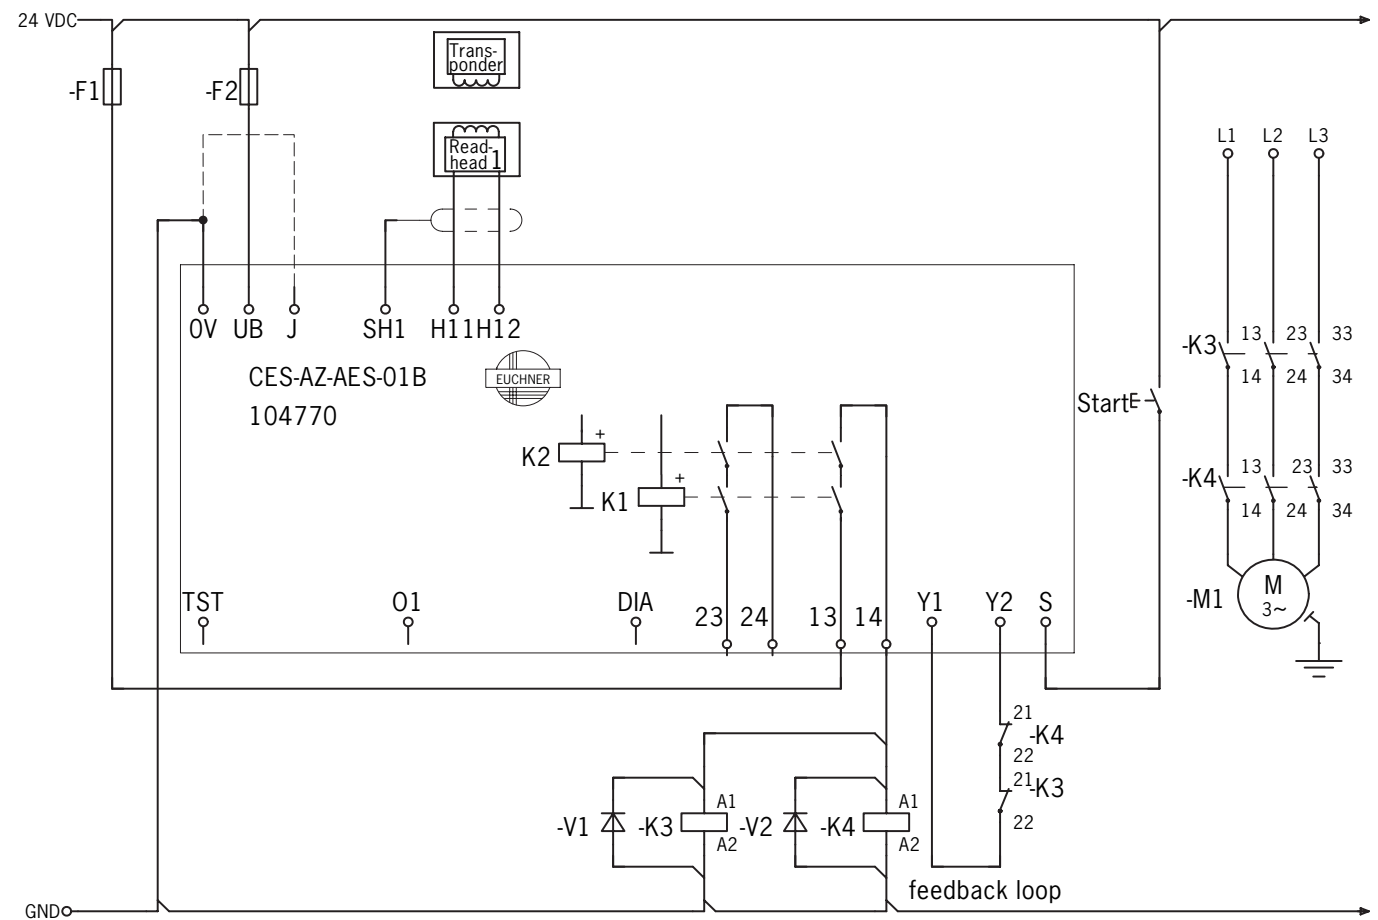 24 VDC
Trans-
ponder
-F1
-F2
Read-
head 1
L1 L2 L3
0V UB J SH1 H11 H12
CES-AZ-AES-01B
104770
EUCHNER
-K3
13 23 33
14 24 34
StartE
K2 +
K1 +
-K4
13 23 33
14 24 34
M
3~
-M1
TST O1 DIA 23 24 13 14 Y1 Y2 S
21
-K4
22
21
-K3
22
-V1 -K3 A1
A2
-V2 -K4 A1
A2
feedback loop
GND